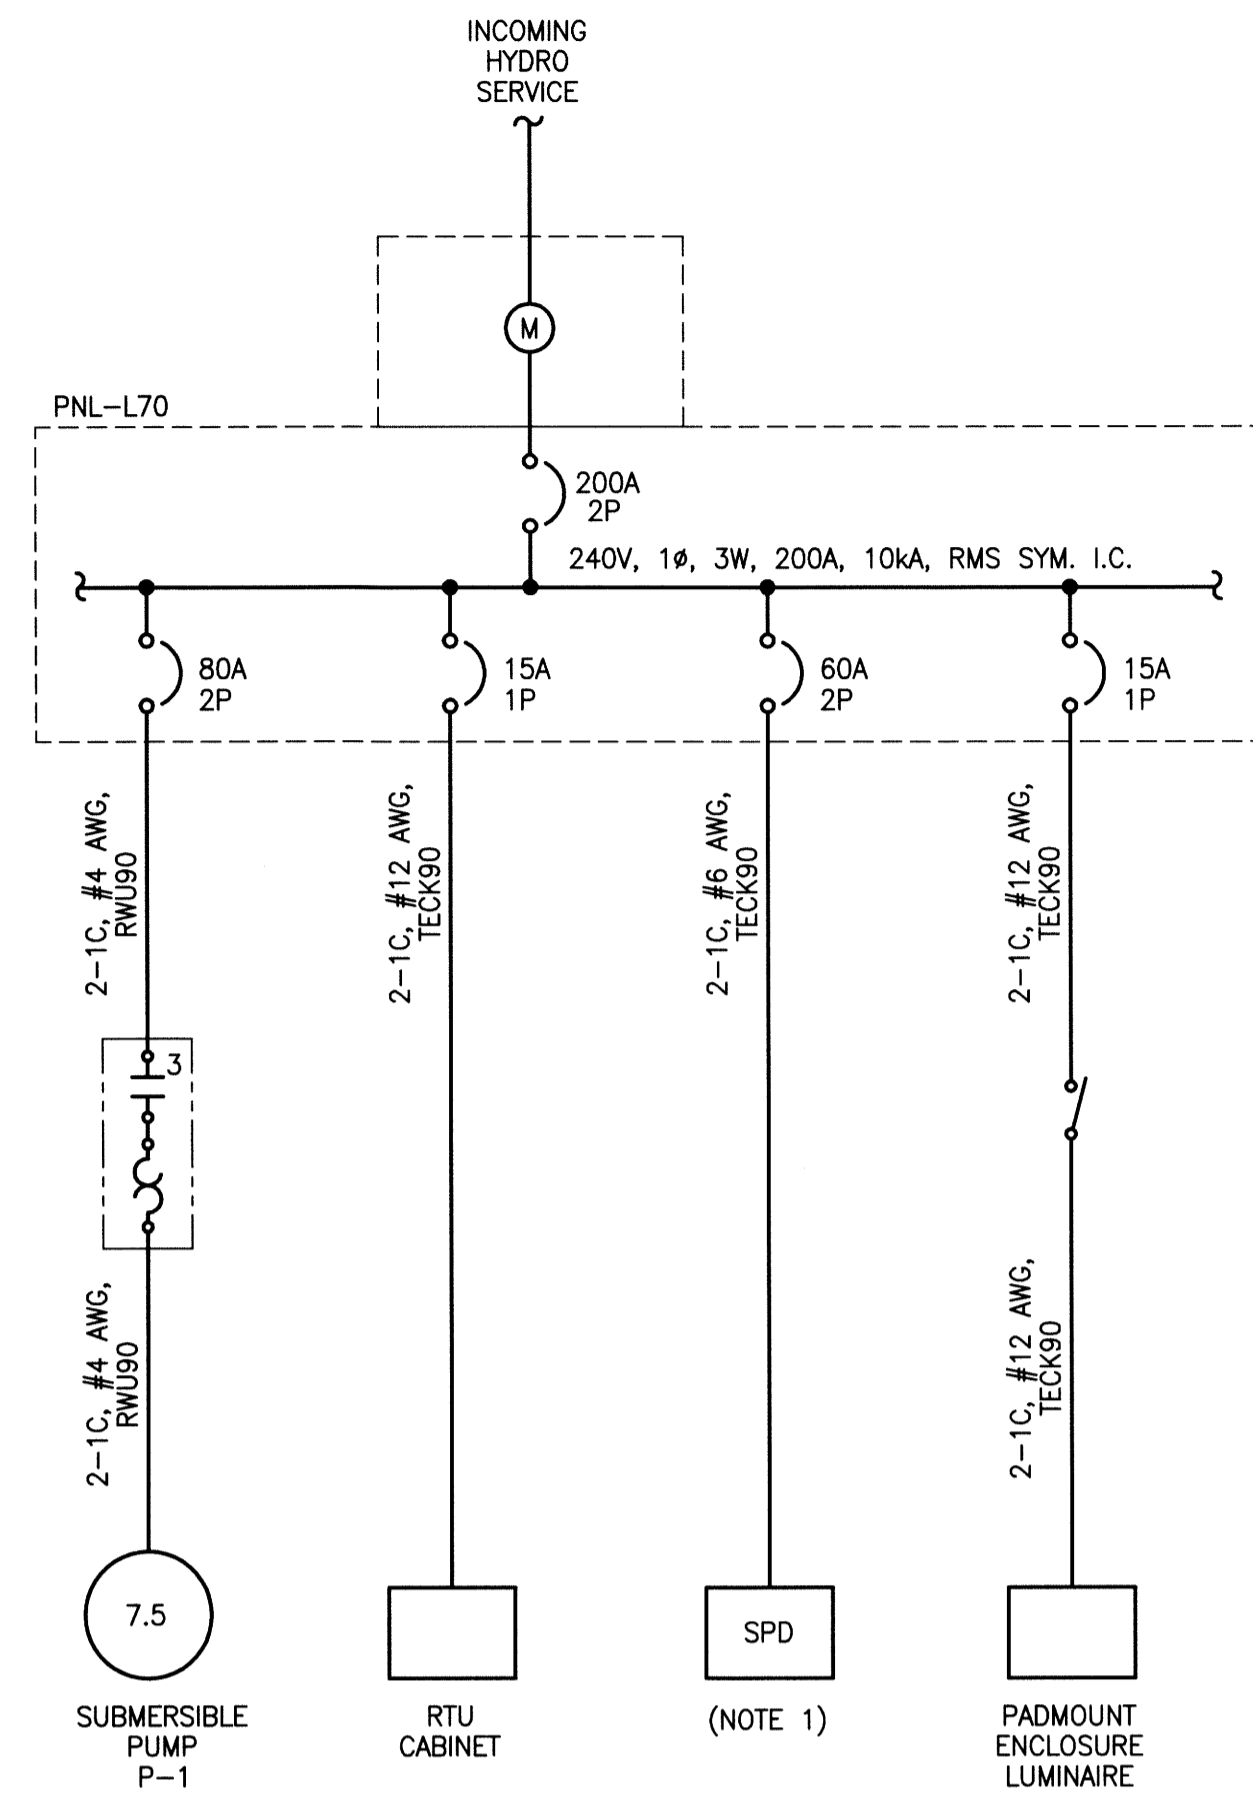 INCOMING
HYDRO
SERVICE
M
PNL-L70
200A
2P
240V, 1ø, 3W, 200A, 10kA, RMS SYM. I.C.
80A
2P
15A
1P
60A
2P
15A
1P
2-1C, #4 AWG,
RWU90
2-1C, #12 AWG,
TECK90
2-1C, #6 AWG,
TECK90
2-1C, #12 AWG,
TECK90
3
2-1C, #4 AWG,
RWU90
2-1C, #12 AWG,
TECK90
7.5
SPD
SUBMERSIBLE
PUMP
P-1
RTU
CABINET
(NOTE 1)
PADMOUNT
ENCLOSURE
LUMINAIRE